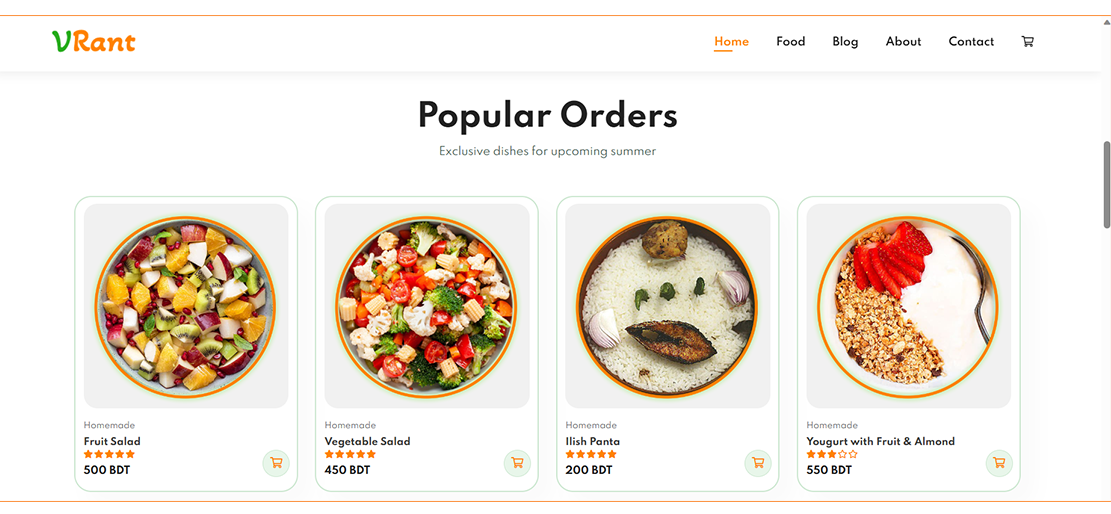 VRant
Home Food Blog About Contact
Popular Orders
Exclusive dishes for upcoming summer
Homemade
Fruit Salad
500 BDT
Homemade
Vegetable Salad
450 BDT
Homemade
Ilish Panta
200 BDT
Homemade
Yougurt with Fruit & Almond
550 BDT